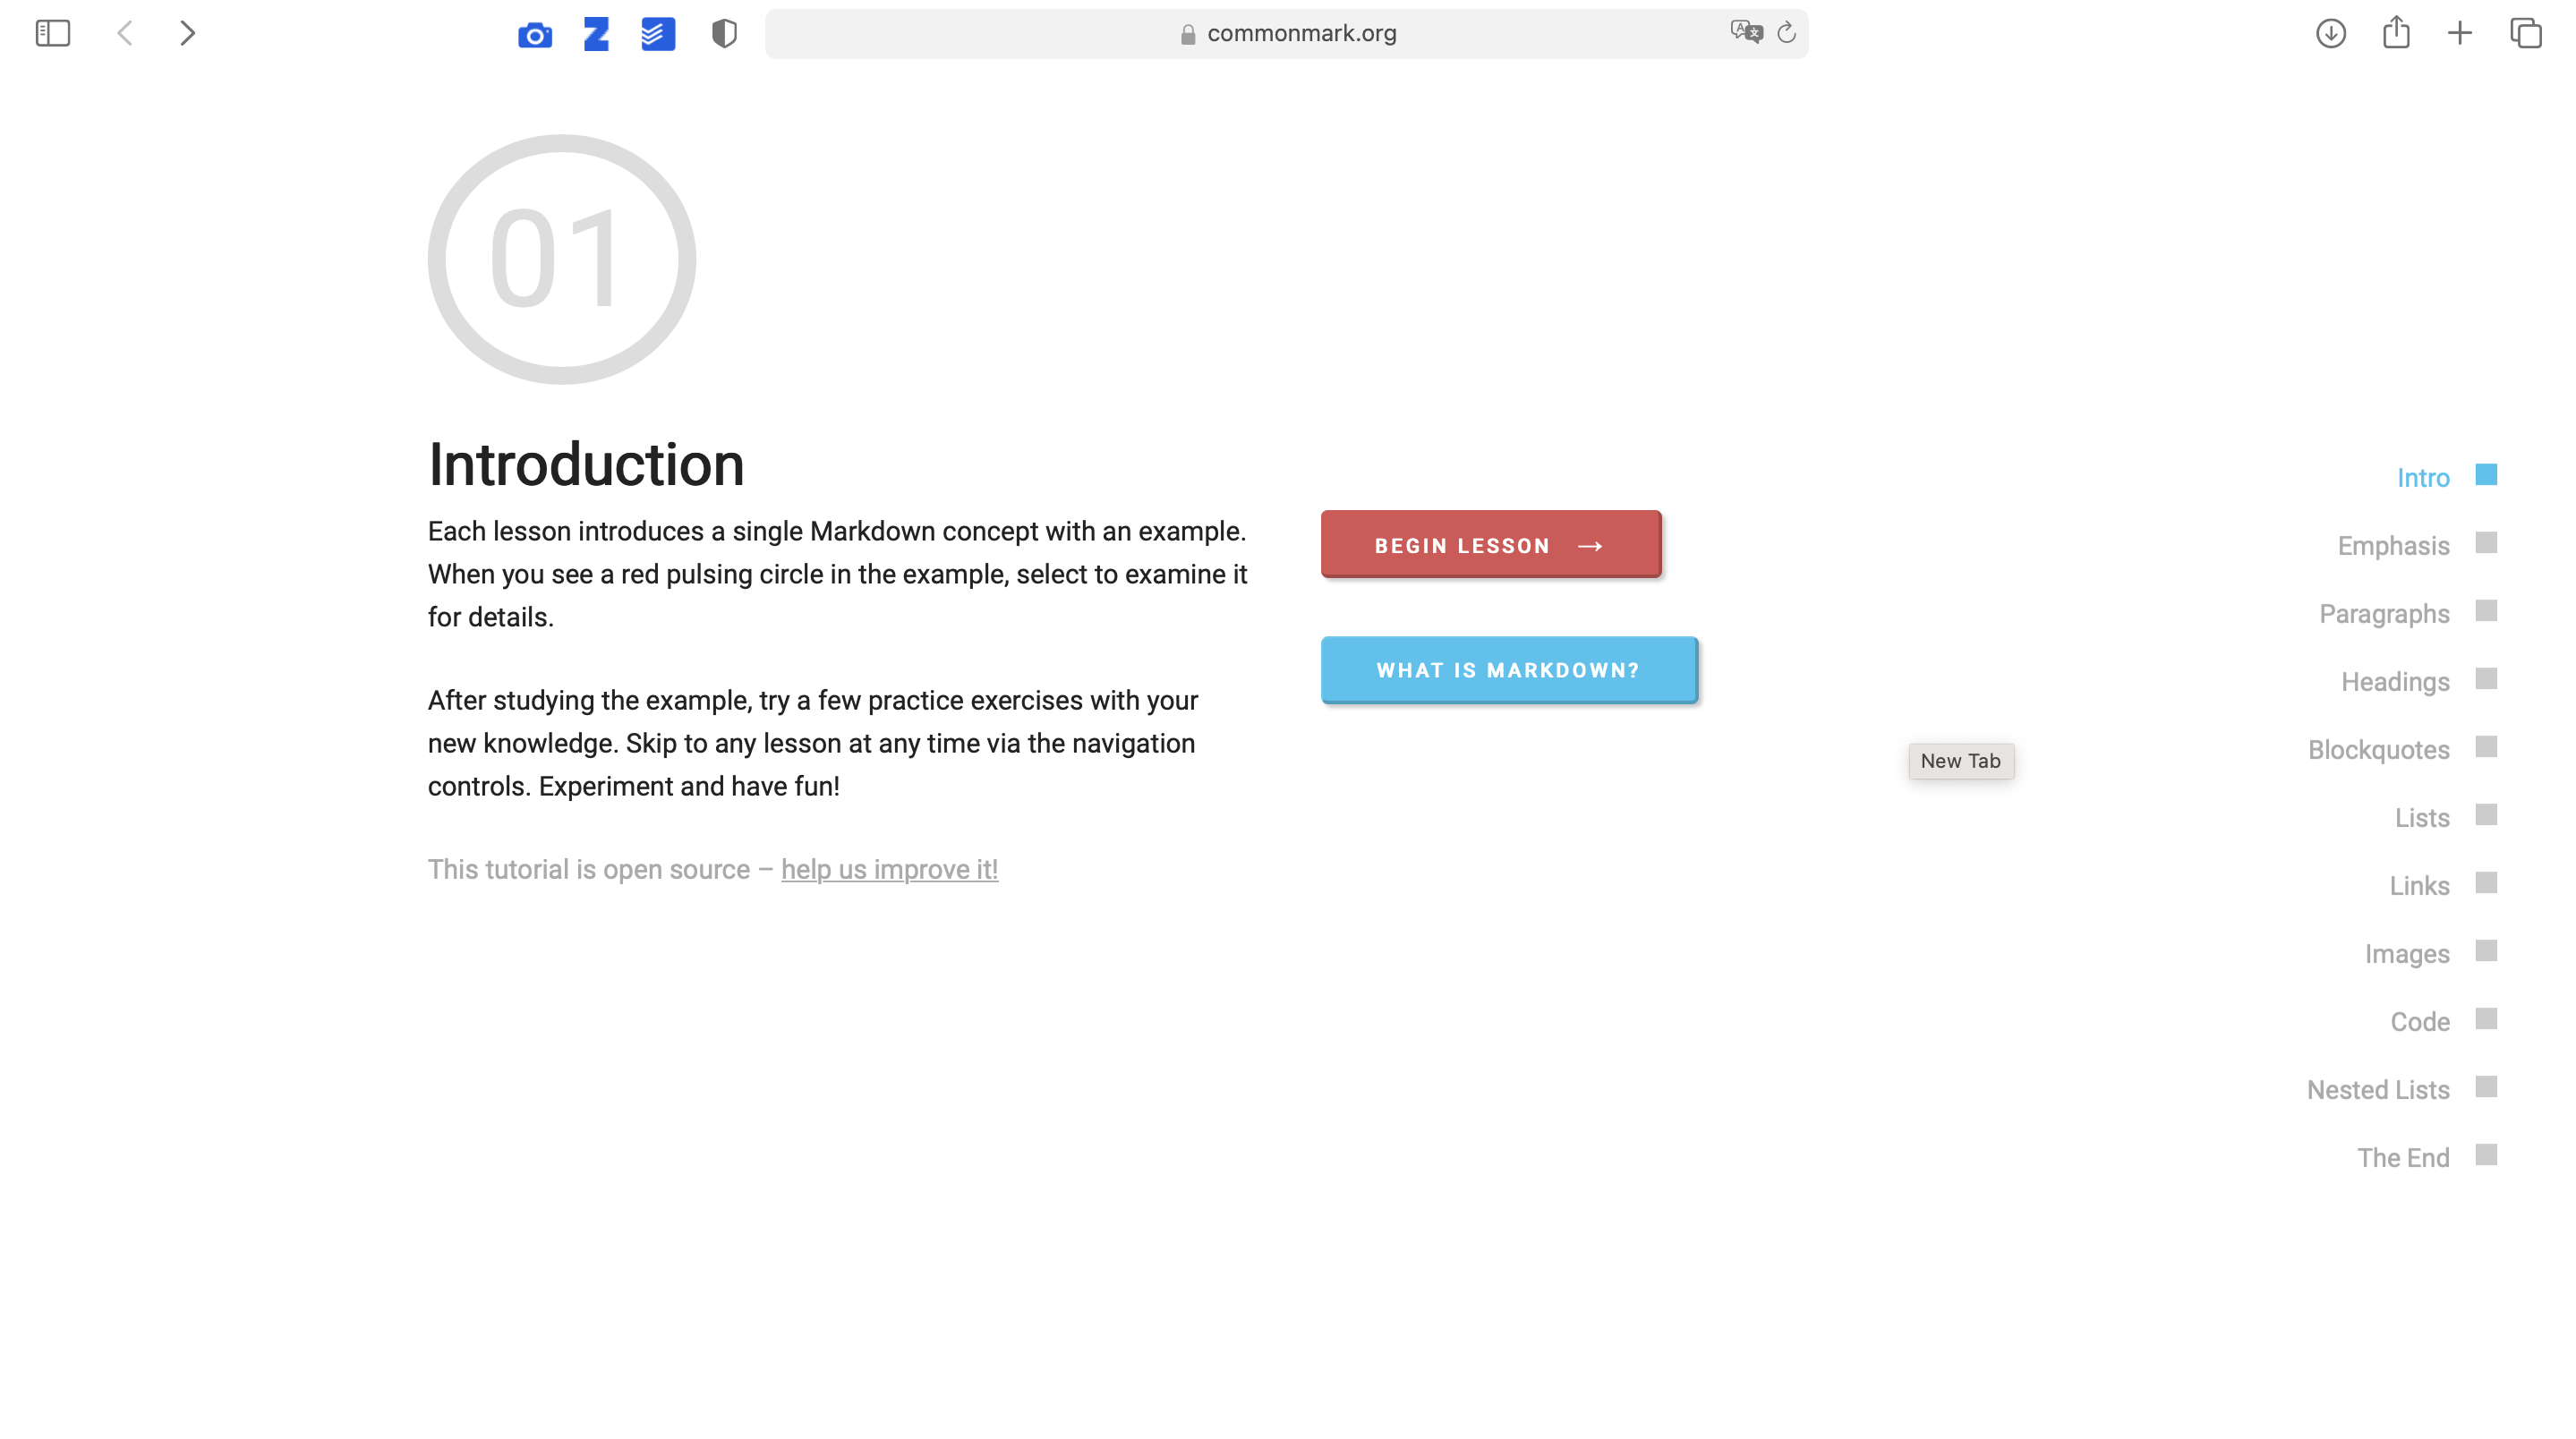 commonmark.org
01
Introduction
Each lesson introduces a single Markdown concept with an example.
When you see a red pulsing circle in the example, select to examine it
for details.
After studying the example, try a few practice exercises with your
new knowledge. Skip to any lesson at any time via the navigation
controls. Experiment and have fun!
This tutorial is open source – help us improve it!
BEGIN LESSON →
WHAT IS MARKDOWN?
New Tab
Intro
Emphasis
Paragraphs
Headings
Blockquotes
Lists
Links
Images
Code
Nested Lists
The End